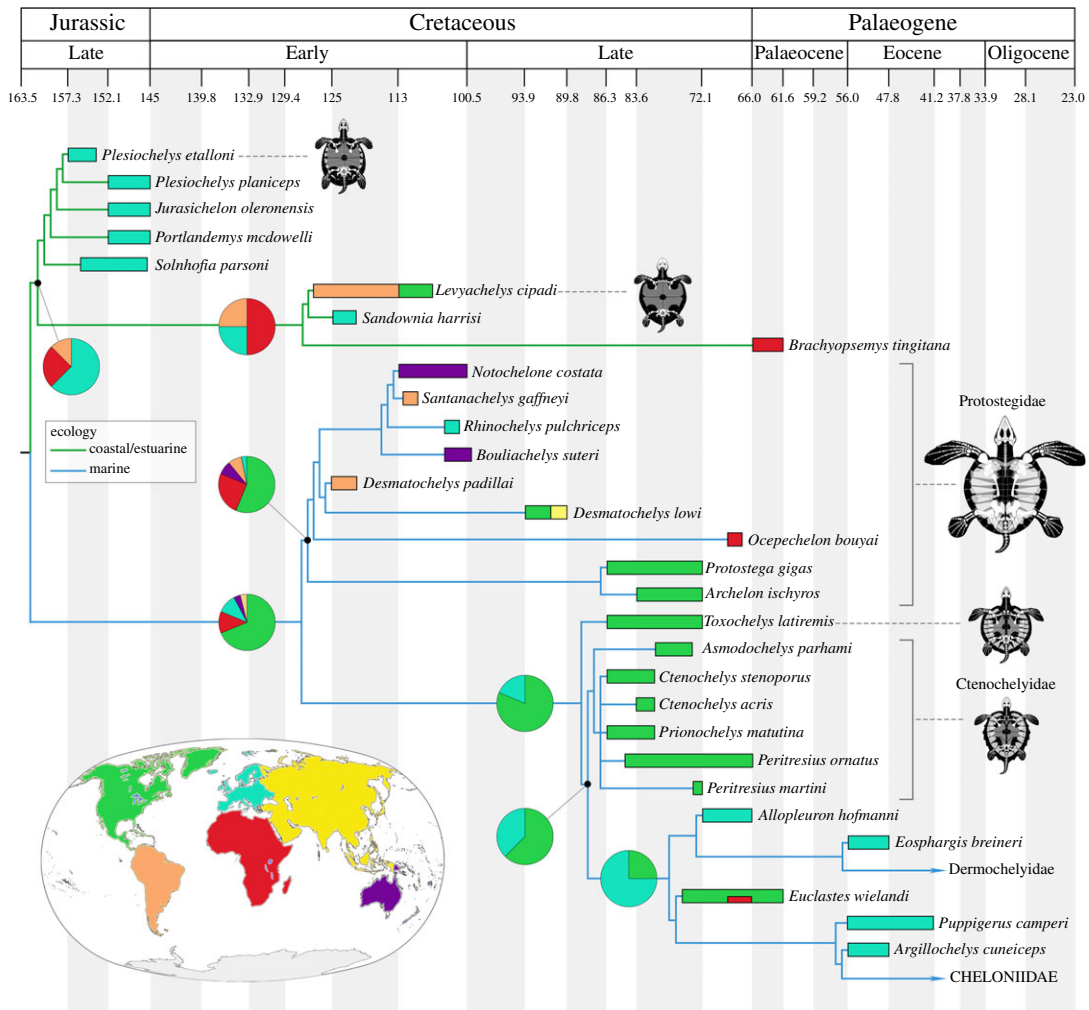 Jurassic Cretaceous Palaeogene
Late Early Late Palaeocene Eocene Oligocene
163.5 157.3 152.1 145 139.8 132.9 129.4 125 113 100.5 93.9 89.8 86.3 83.6 72.1 66.0 61.6 59.2 56.0 47.8 41.2 37.8 33.9 28.1 23.0
Plesiochelys etalloni
Plesiochelys planiceps
Jurasichelon oleronensis
Portlandemys mcdowelli
Solnhofia parsoni
Levyachelys cipadi
Sandownia harrisi
Brachyopsemys tingitana
Notochelone costata
Santanachelys gaffneyi
Protostegidae
Rhinochelys pulchriceps
ecology
coastal/estuarine
marine
Bouliachelys suteri
Desmatochelys padillai
Desmatochelys lowi
Ocepechelon bouyai
Protostega gigas
Archelon ischyros
Toxochelys latiremis
Asmodochelys parhami
Ctenochelys stenoporus
Ctenochelyidae
Ctenochelys acris
Prionochelys matutina
Peritresius ornatus
Peritresius martini
Allopleuron hofmanni
Eosphargis breineri
Dermochelyidae
Euclastes wielandi
Puppigerus camperi
Argillochelys cuneiceps
CHELONIIDAE